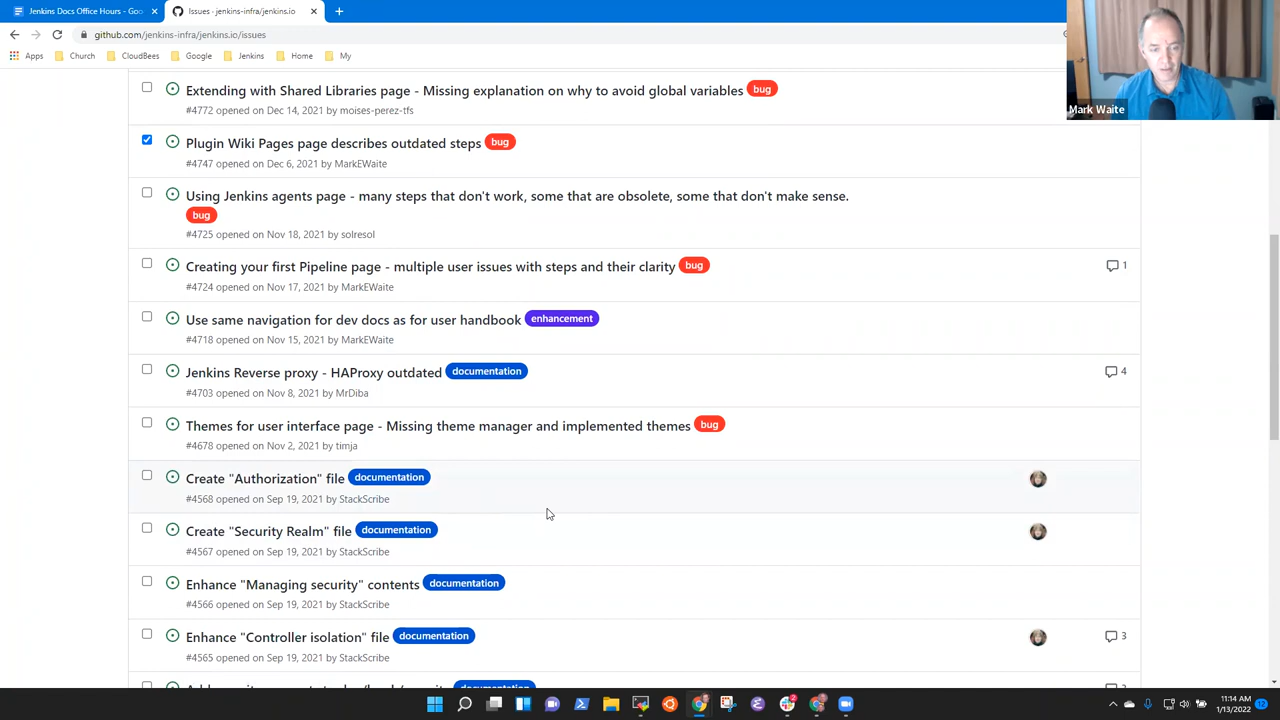 Jenkins Docs Office Hours - Goo
Issues · jenkins-infra/jenkins.io
github.com/jenkins-infra/jenkins.io/issues
Apps Church CloudBees Google Jenkins Home My
Mark Waite
Extending with Shared Libraries page - Missing explanation on why to avoid global variables bug
#4772 opened on Dec 14, 2021 by moises-perez-tfs
Plugin Wiki Pages page describes outdated steps bug
#4747 opened on Dec 6, 2021 by MarkEWaite
Using Jenkins agents page - many steps that don't work, some that are obsolete, some that don't make sense.
bug
#4725 opened on Nov 18, 2021 by solresol
Creating your first Pipeline page - multiple user issues with steps and their clarity bug 1
#4724 opened on Nov 17, 2021 by MarkEWaite
Use same navigation for dev docs as for user handbook enhancement
#4718 opened on Nov 15, 2021 by MarkEWaite
Jenkins Reverse proxy - HAProxy outdated documentation 4
#4703 opened on Nov 8, 2021 by MrDiba
Themes for user interface page - Missing theme manager and implemented themes bug
#4678 opened on Nov 2, 2021 by timja
Create "Authorization" file documentation
#4568 opened on Sep 19, 2021 by StackScribe
Create "Security Realm" file documentation
#4567 opened on Sep 19, 2021 by StackScribe
Enhance "Managing security" contents documentation
#4566 opened on Sep 19, 2021 by StackScribe
Enhance "Controller isolation" file documentation 3
#4565 opened on Sep 19, 2021 by StackScribe
documentation
11:14 AM
1/13/2022